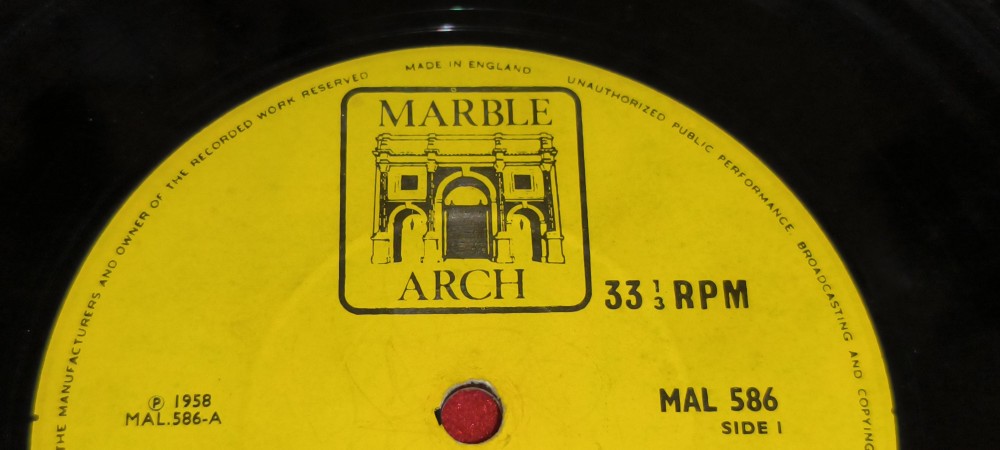 THE MANUFACTURERS AND OWNER OF THE RECORDED WORK RESERVED
MADE IN ENGLAND
UNAUTHORIZED PUBLIC PERFORMANCE, BROADCASTING AND COPYING
MARBLE
ARCH
33 1/3 RPM
℗ 1958
MAL.586-A
MAL 586
SIDE 1